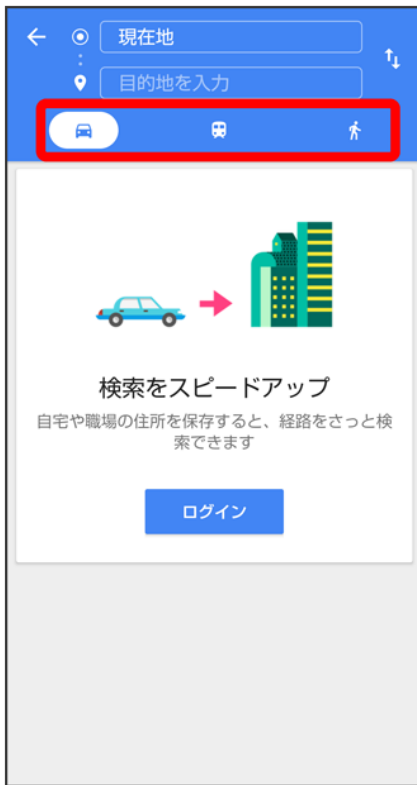 現在地
目的地を入力
検索をスピードアップ
自宅や職場の住所を保存すると、経路をさっと検
索できます
ログイン